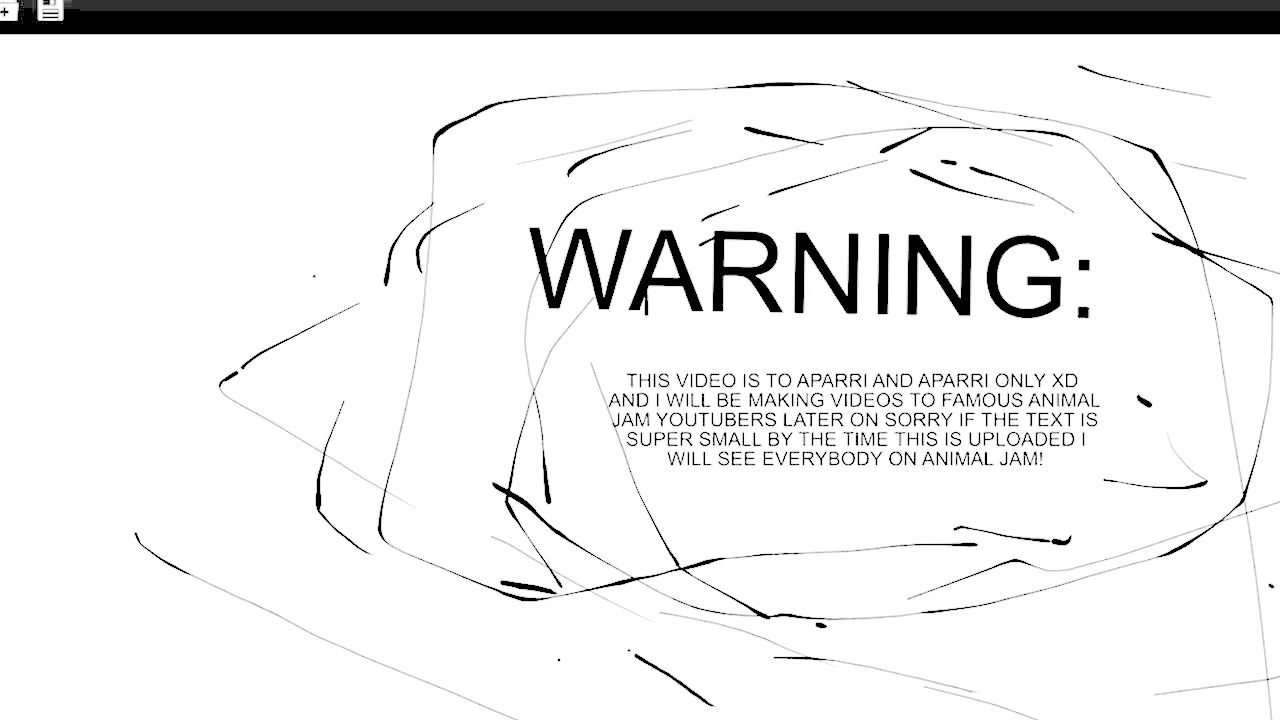 WARNING:
THIS VIDEO IS TO APARRI AND APARRI ONLY XD
AND I WILL BE MAKING VIDEOS TO FAMOUS ANIMAL
JAM YOUTUBERS LATER ON SORRY IF THE TEXT IS
SUPER SMALL BY THE TIME THIS IS UPLOADED I
WILL SEE EVERYBODY ON ANIMAL JAM!